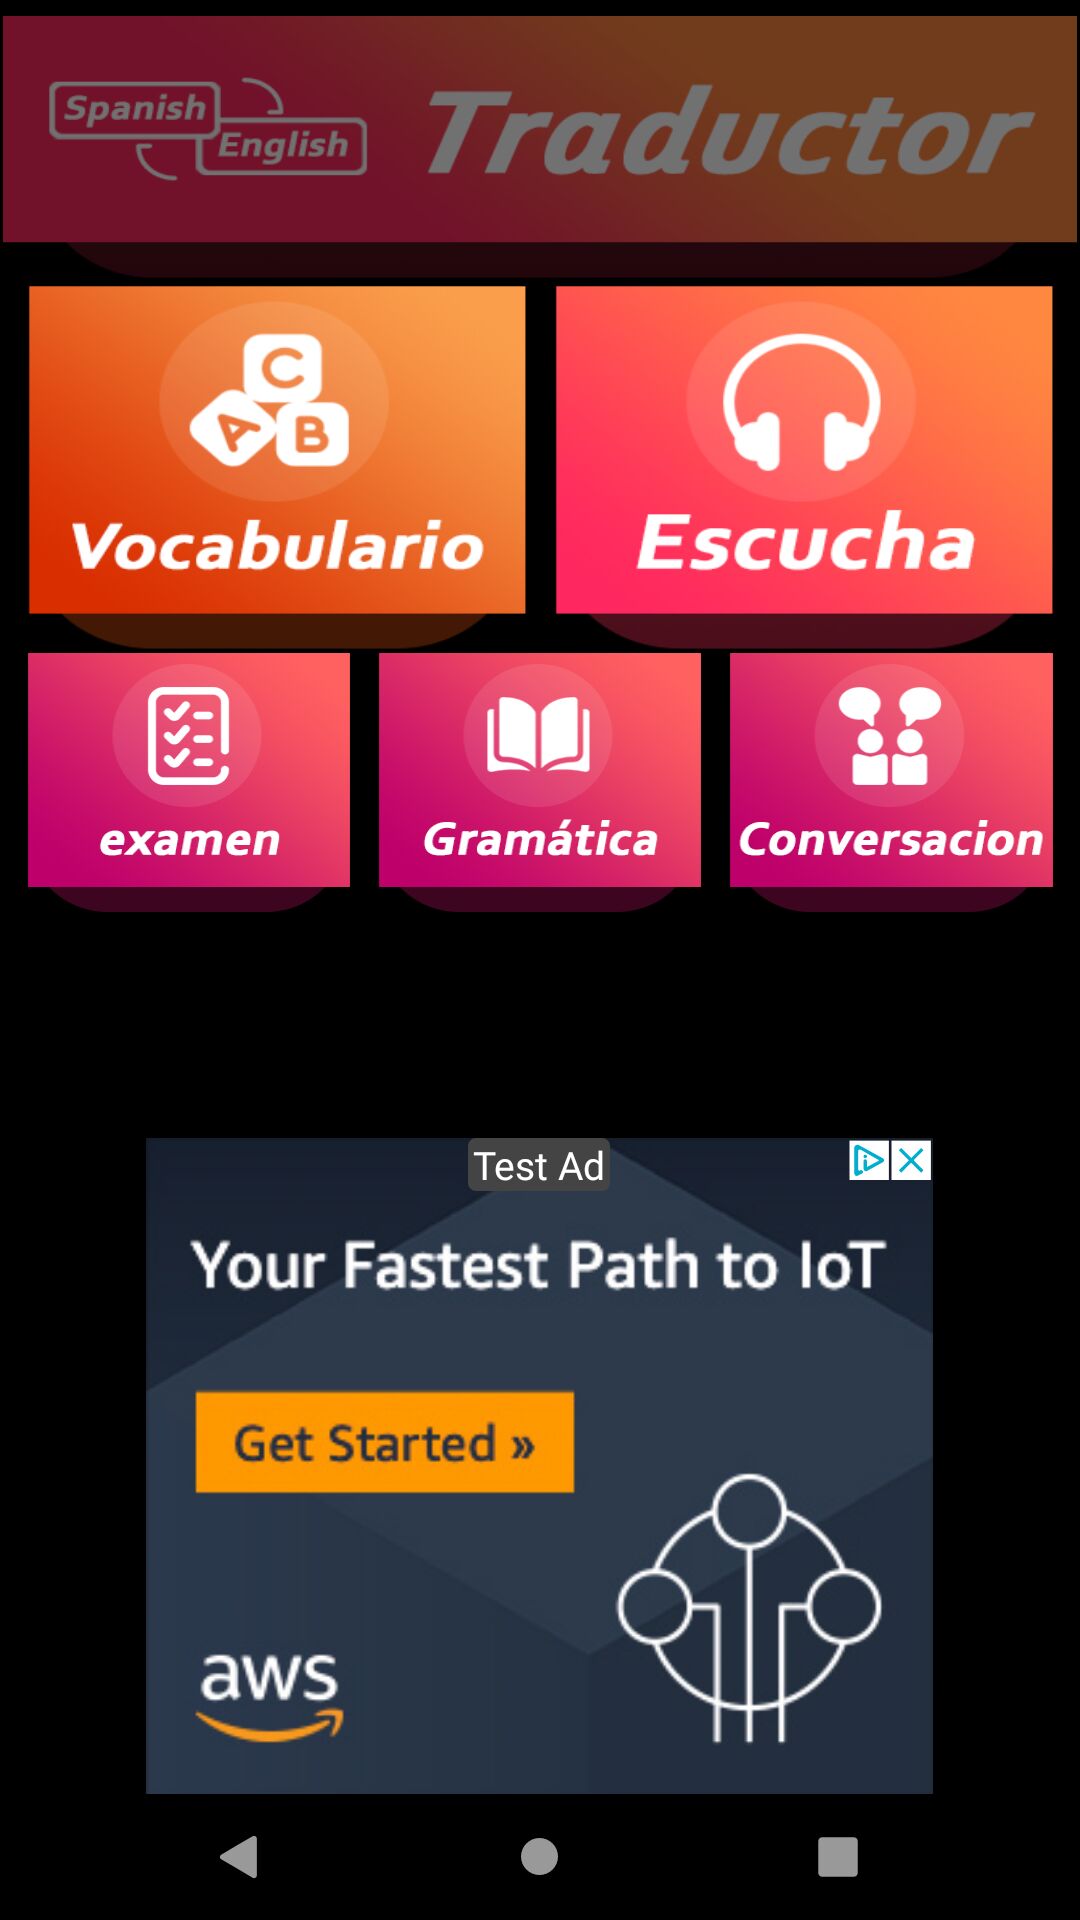 Spanish
English
Traductor
C
A B
Vocabulario
Escucha
examen
Gramática
Conversacion
Test Ad
Your Fastest Path to IoT
Get Started »
aws